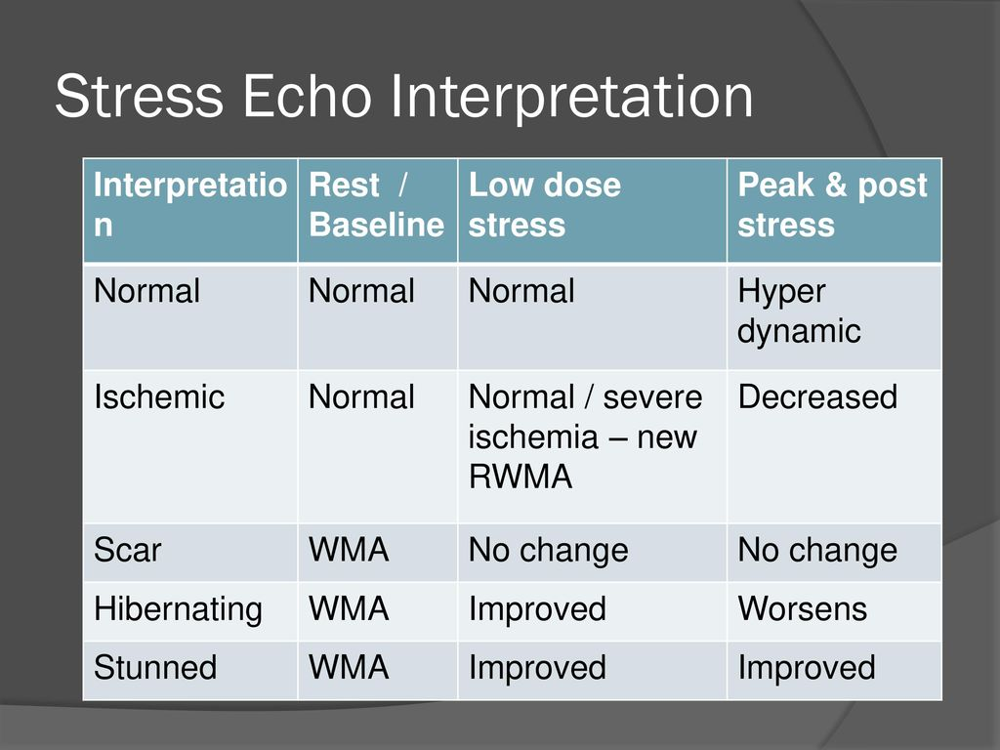 Stress Echo Interpretation
Interpretatio
n
Rest /
Baseline
Low dose
stress
Peak & post
stress
Normal
Normal
Normal
Hyper
dynamic
Ischemic
Normal
Normal / severe
ischemia – new
RWMA
Decreased
Scar
WMA
No change
No change
Hibernating
WMA
Improved
Worsens
Stunned
WMA
Improved
Improved